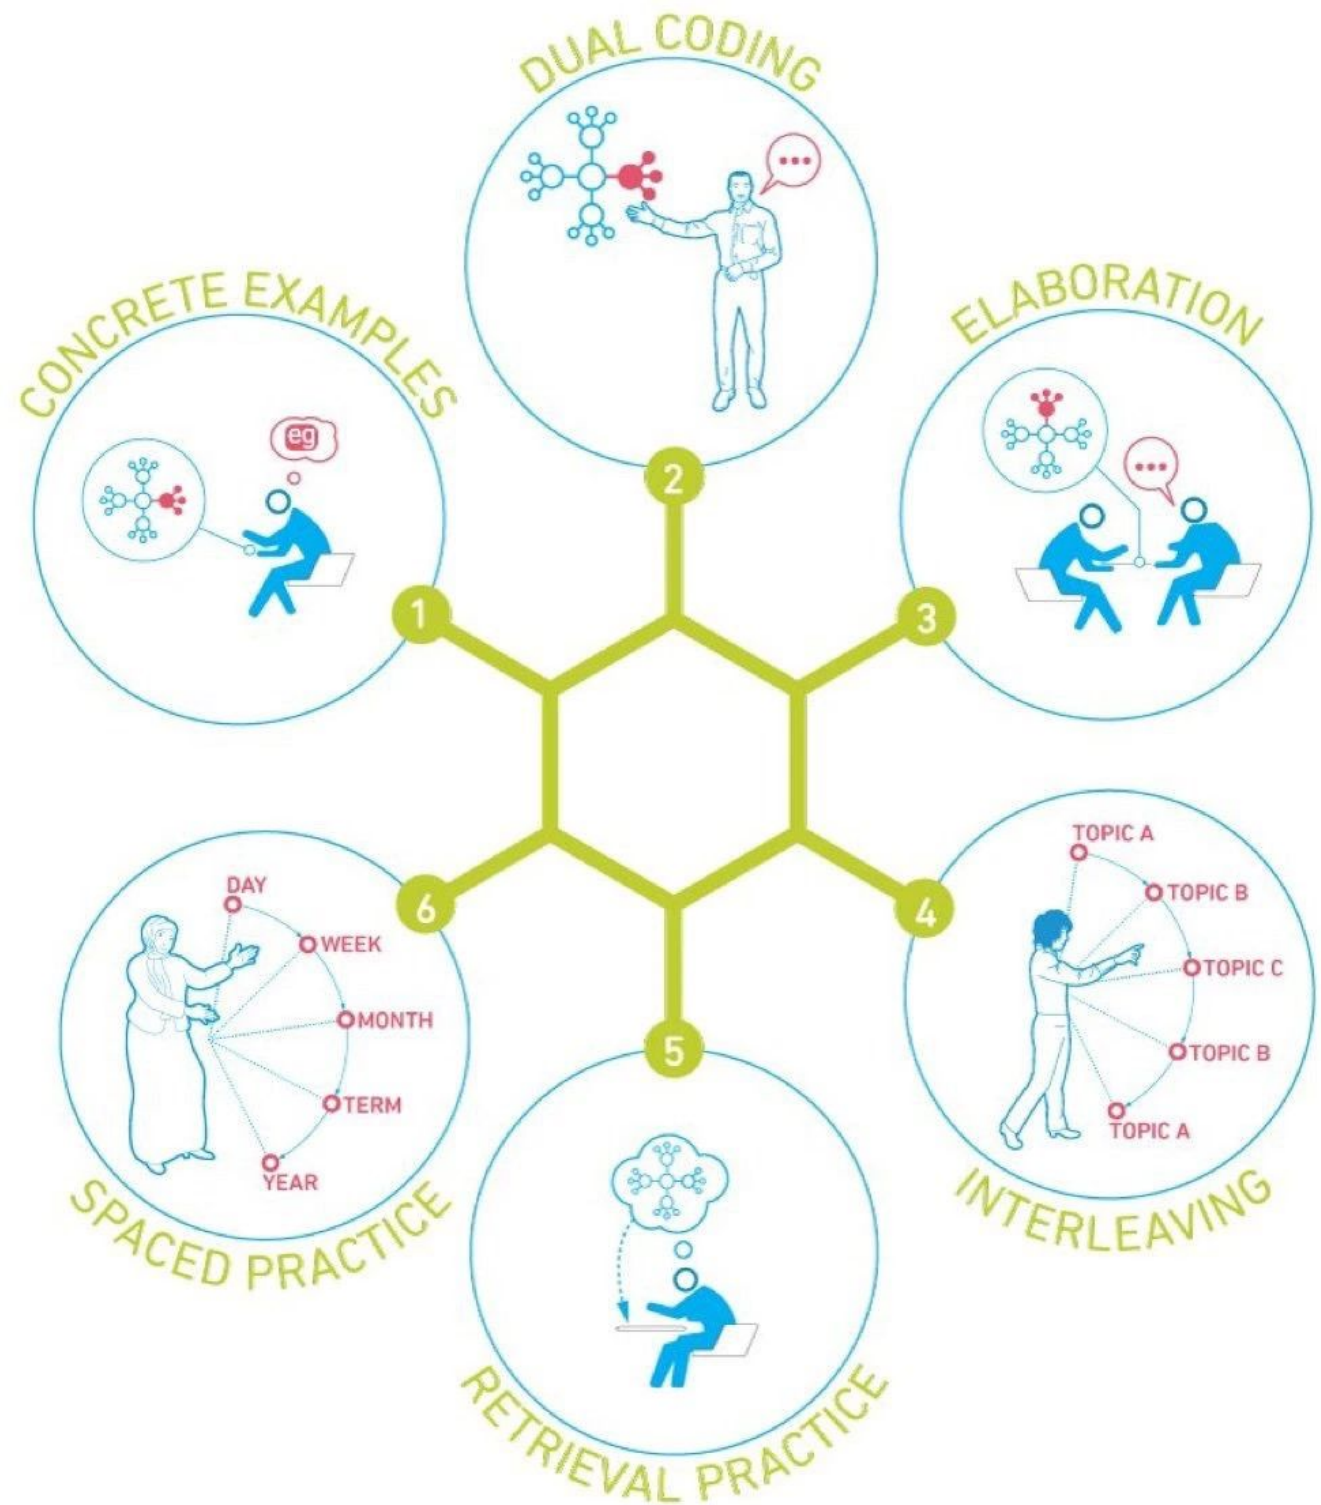 DUAL CODING
...
CONCRETE EXAMPLES
eg
1
2
ELABORATION
...
3
INTERLEAVING
TOPIC A
TOPIC B
TOPIC C
TOPIC B
TOPIC A
4
RETRIEVAL PRACTICE
5
SPACED PRACTICE
DAY
WEEK
MONTH
TERM
YEAR
6